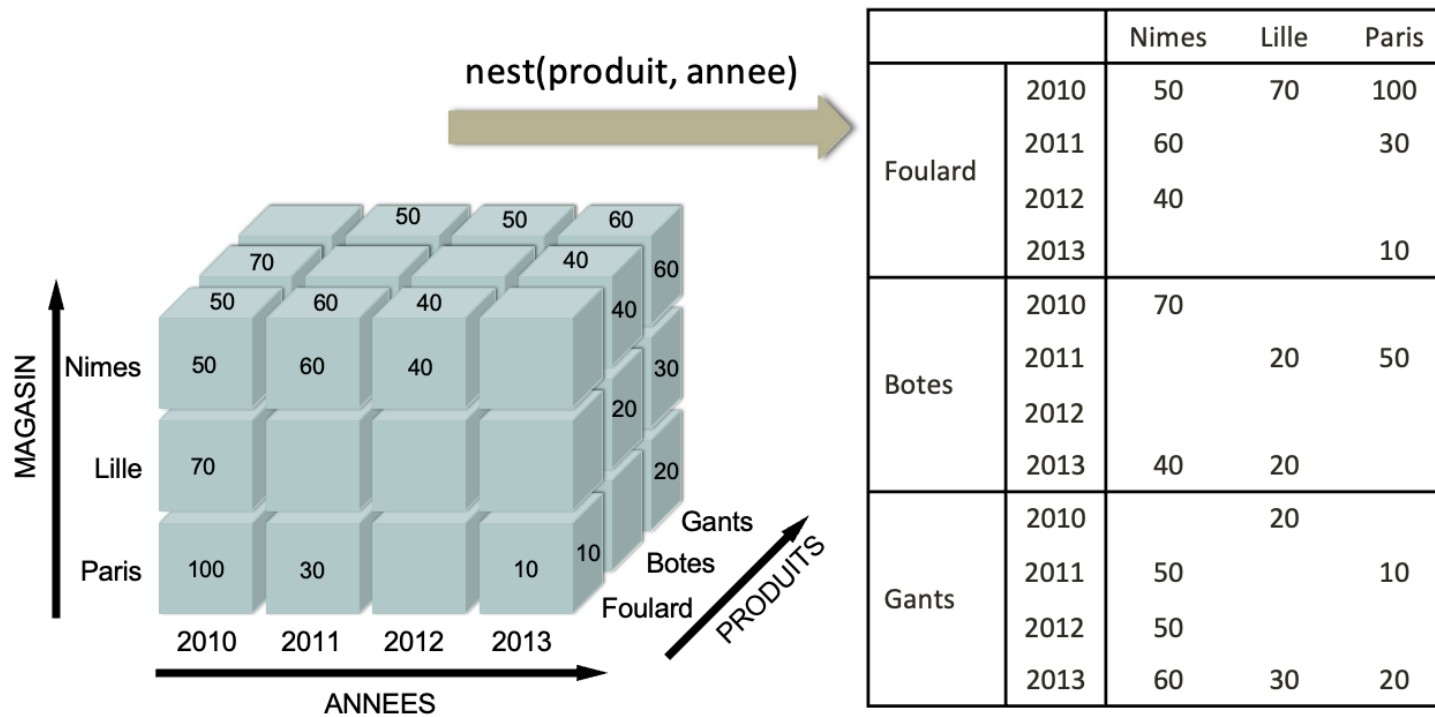 nest(produit, annee)
50 50 60
70 40 60
50 60 40 40
Nimes 50 60 40 30
20
Lille 70 20
Gants
10 Botes
Paris 100 30 10 Foulard
2010 2011 2012 2013
MAGASIN
ANNEES
PRODUITS
Nimes Lille Paris
Foulard
2010 50 70 100
2011 60 30
2012 40
2013 10
Botes
2010 70
2011 20 50
2012
2013 40 20
Gants
2010 20
2011 50 10
2012 50
2013 60 30 20